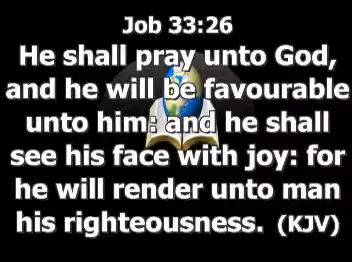 Job 33:26
He shall pray unto God,
and he will be favourable
unto him: and he shall
see his face with joy: for
he will render unto man
his righteousness. (KJV)